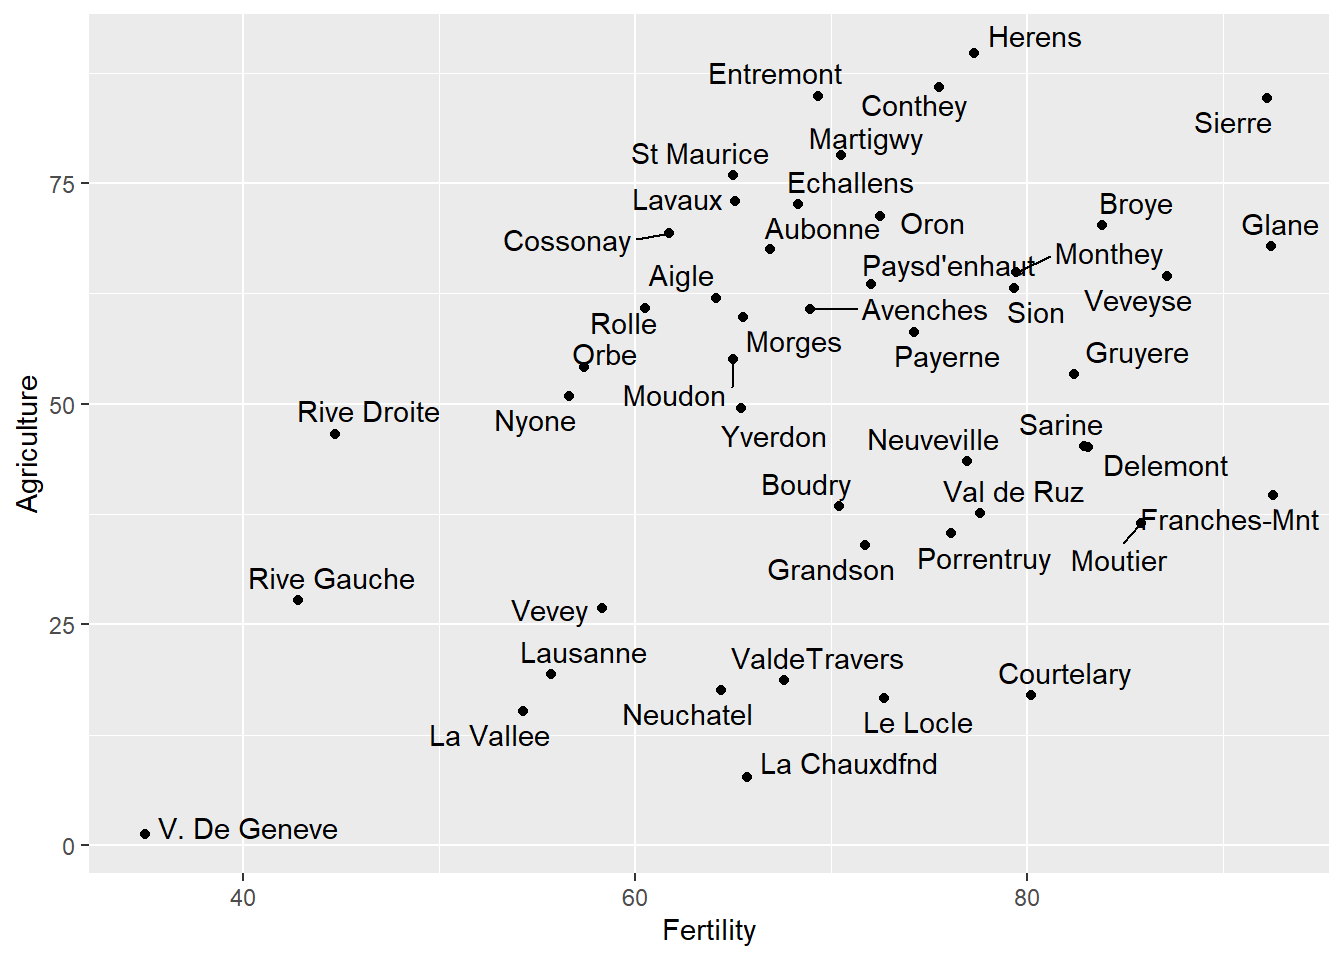 Herens
Entremont
Conthey
Sierre
Martigwy
St Maurice
Echallens
75
Lavaux
Broye
Cossonay
Aubonne
Oron
Glane
Paysd'enhaut
Monthey
Aigle
Avenches
Sion
Veveyse
Rolle
Morges
Orbe
Payerne
Gruyere
Moudon
50
Rive Droite
Nyone
Yverdon
Neuveville
Sarine
Delemont
Boudry
Val de Ruz
Franches-Mnt
Grandson
Porrentruy
Moutier
Rive Gauche
25
Vevey
Lausanne
ValdeTravers
Courtelary
Neuchatel
Le Locle
La Vallee
La Chauxdfnd
V. De Geneve
0
40
60
80
Fertility
Agriculture